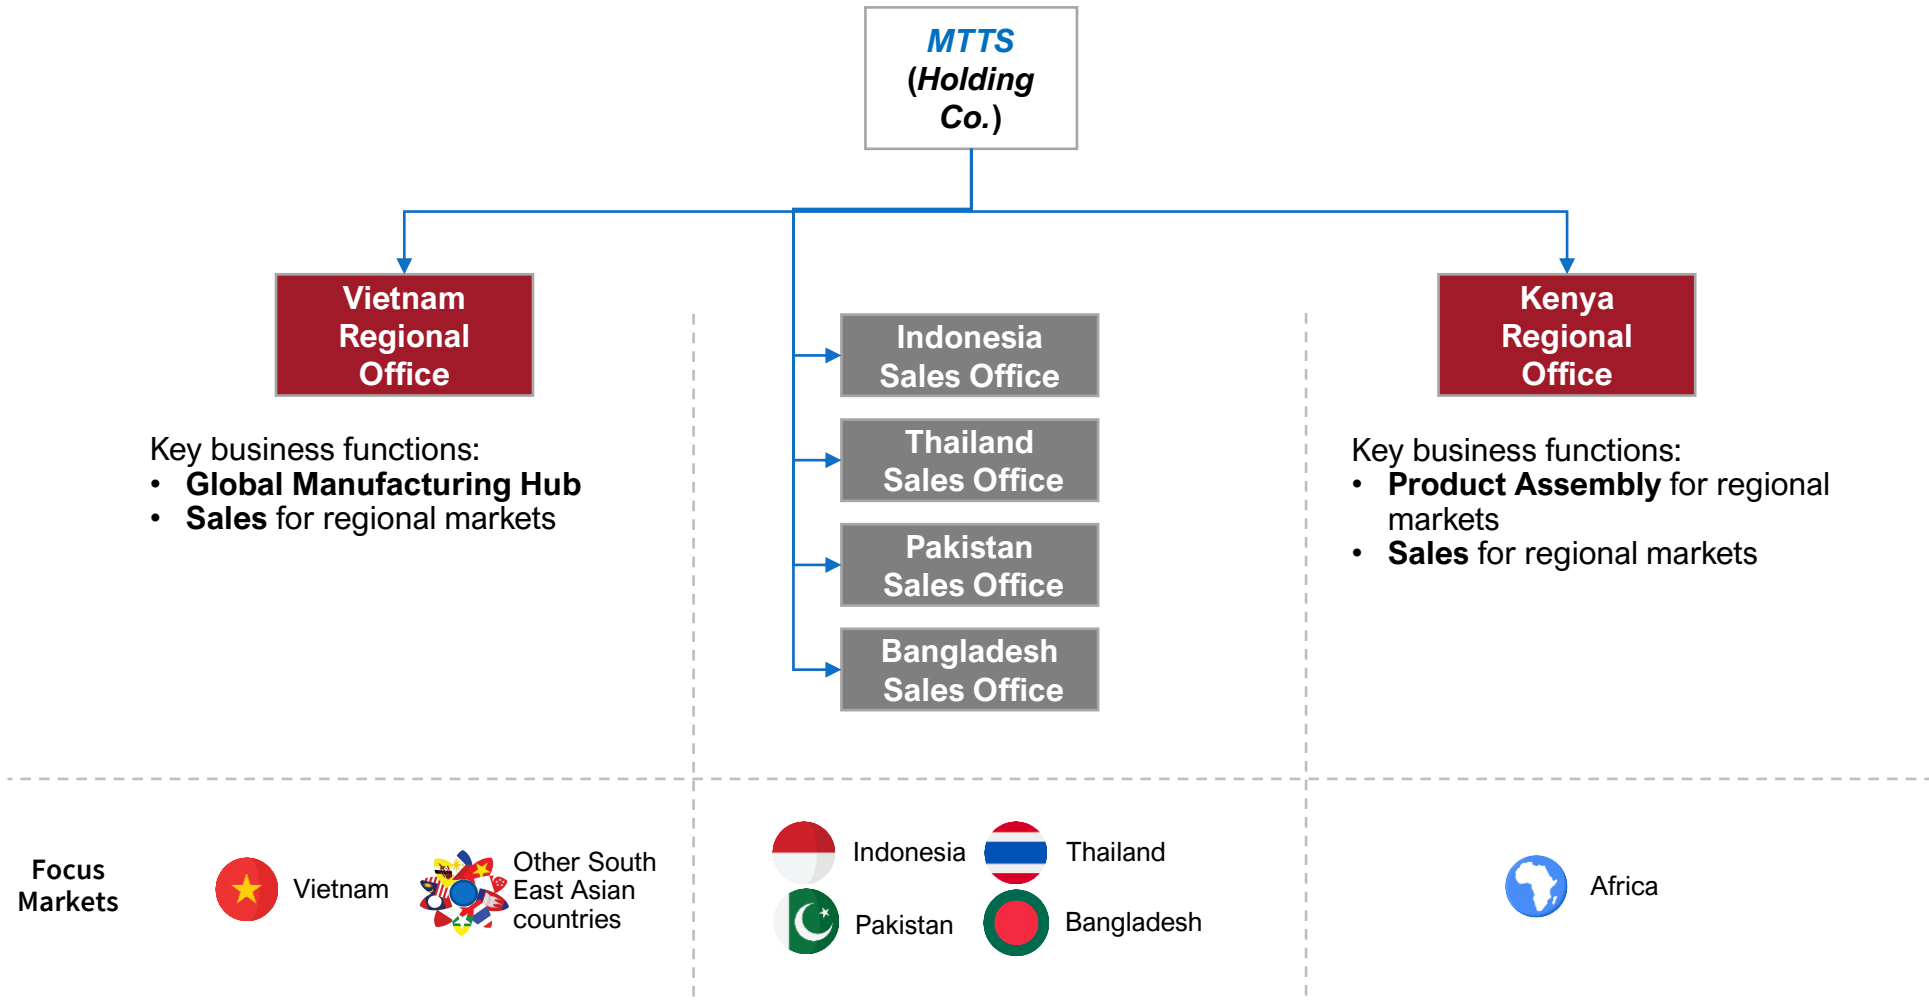 MTTS
(Holding
Co.)
Vietnam
Regional
Office
Key business functions:
• Global Manufacturing Hub
• Sales for regional markets
Indonesia
Sales Office
Thailand
Sales Office
Pakistan
Sales Office
Bangladesh
Sales Office
Kenya
Regional
Office
Key business functions:
• Product Assembly for regional
markets
• Sales for regional markets
Focus
Markets
Vietnam
Other South
East Asian
countries
Indonesia
Thailand
Pakistan
Bangladesh
Africa